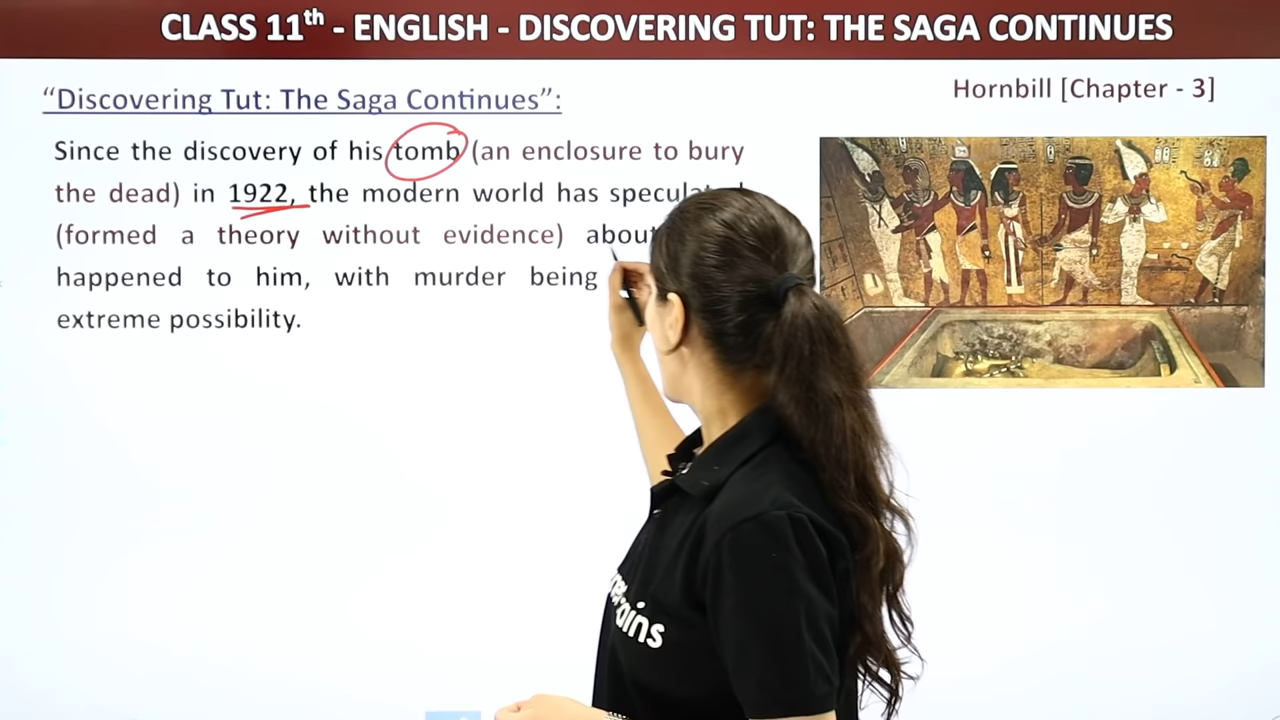 CLASS 11th - ENGLISH - DISCOVERING TUT: THE SAGA CONTINUES
"Discovering Tut: The Saga Continues":
Hornbill [Chapter - 3]
Since the discovery of his tomb (an enclosure to bury
the dead) in 1922, the modern world has
(formed a theory without evidence) about
happened to him, with murder being
extreme possibility.